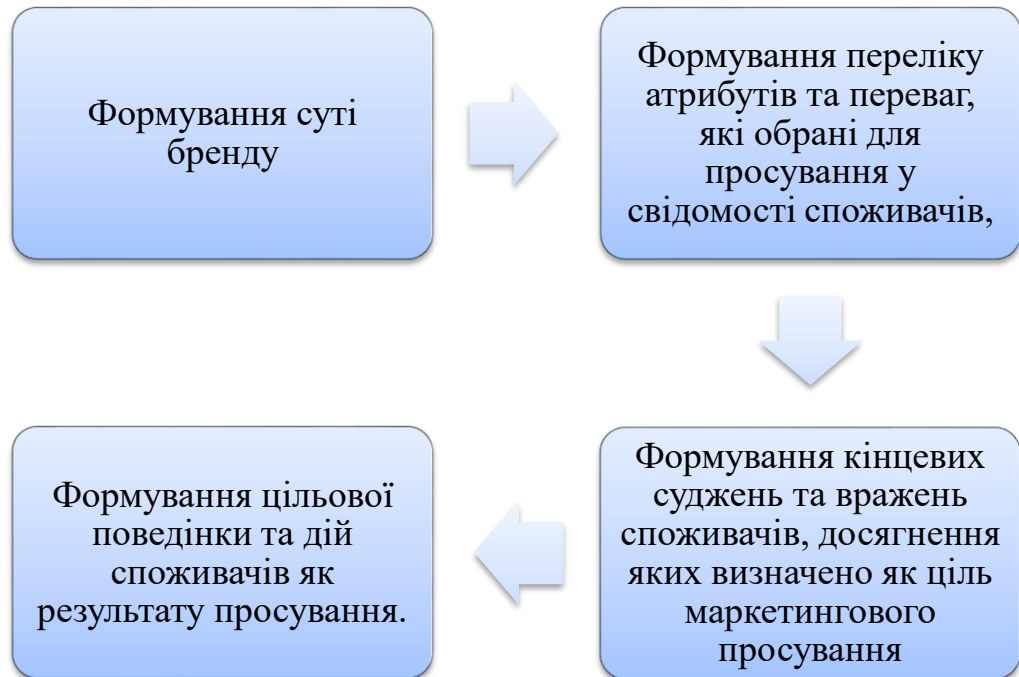 Формування суті
бренду
Формування переліку
атрибутів та переваг,
які обрані для
просування у
свідомості споживачів,
Формування кінцевих
суджень та вражень
споживачів, досягнення
яких визначено як ціль
маркетингового
просування
Формування цільової
поведінки та дій
споживачів як
результату просування.